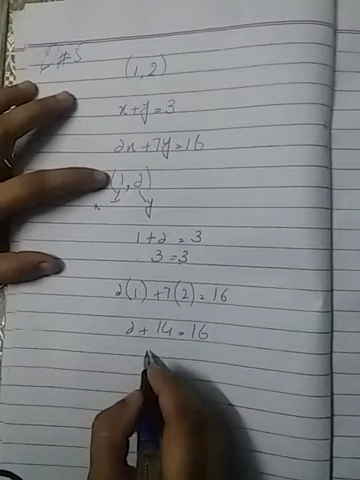 (1,2)
x+y=3
2x+7y=16
(1,2)
x y
1+2=3
3=3
2(1)+7(2)=16
2+14=16